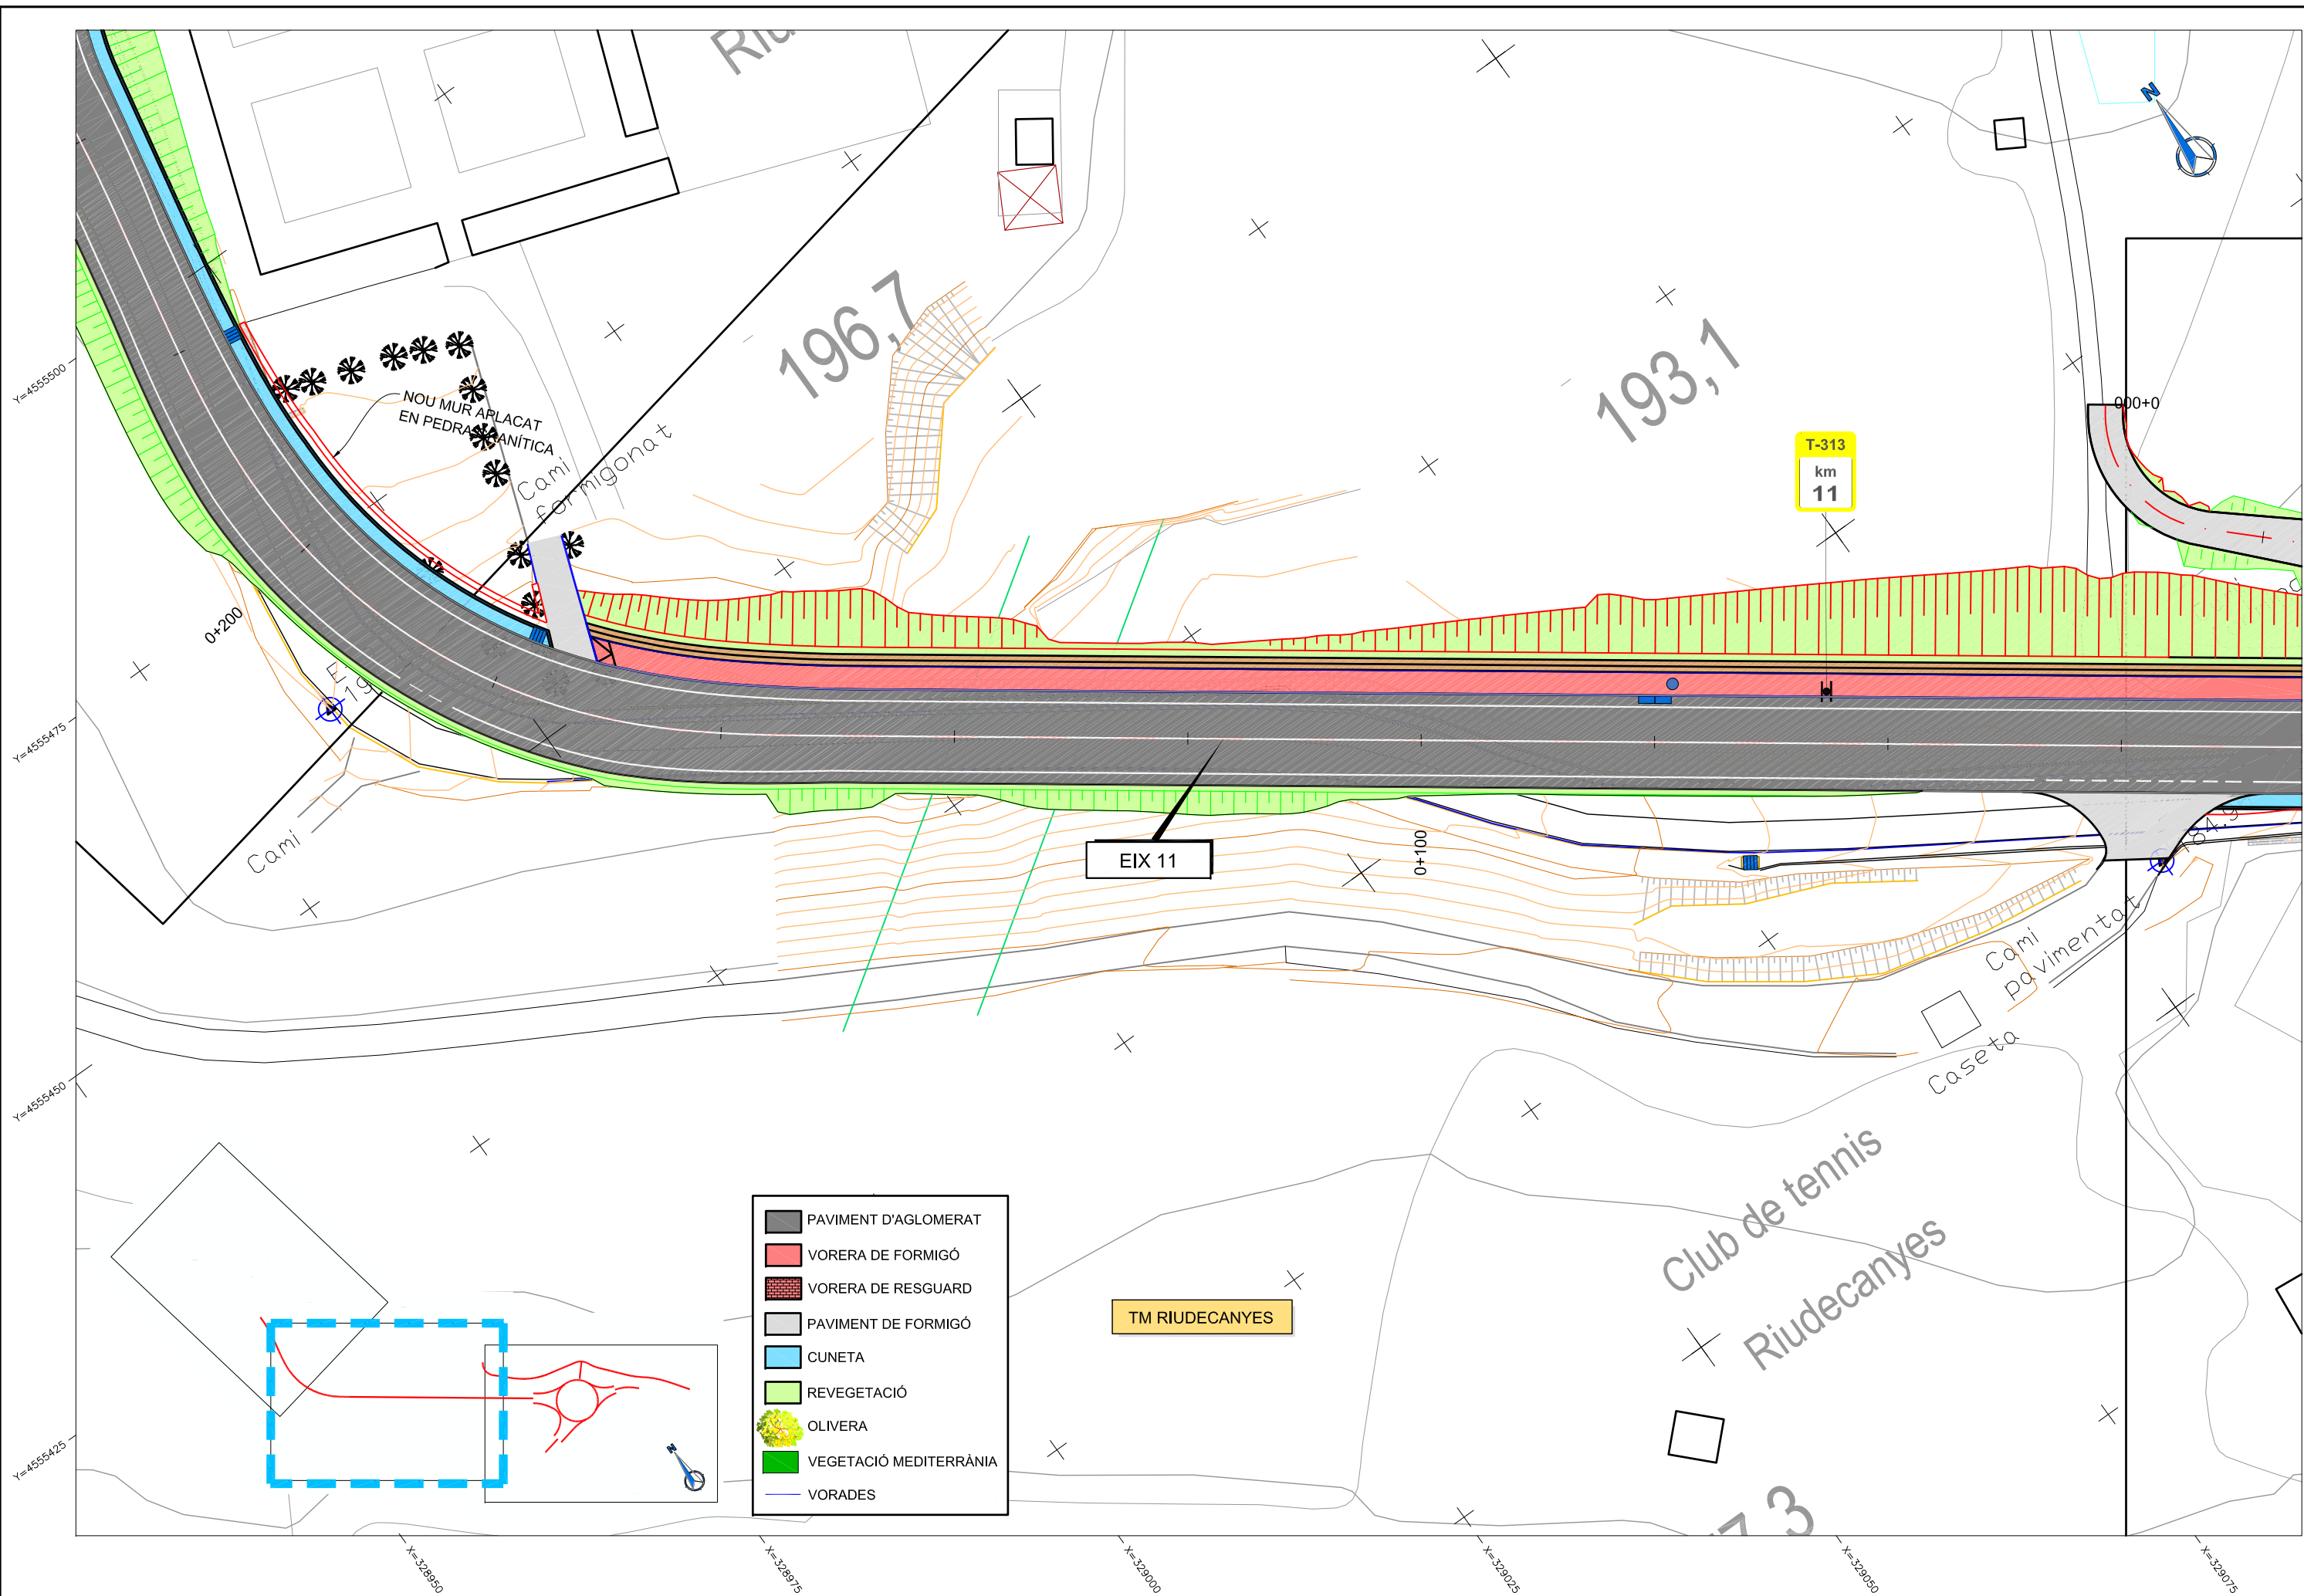 196,7
193,1
T-313
km
11
N
000+0
Y=4555500
NOU MUR APLACAT
EN PEDRA GRANÍTICA
Camí
formigonat
0+200
Y=4555475
Camí
EIX 11
0+100
Camí
pavimentat
Caseta
Y=4555450
Club de tennis
Riudecanyes
PAVIMENT D'AGLOMERAT
VORERA DE FORMIGÓ
VORERA DE RESGUARD
PAVIMENT DE FORMIGÓ
CUNETA
REVEGETACIÓ
OLIVERA
VEGETACIÓ MEDITERRÀNIA
VORADES
TM RIUDECANYES
N
Y=4555425
X=328950
X=328975
X=329000
X=329025
X=329050
X=329075